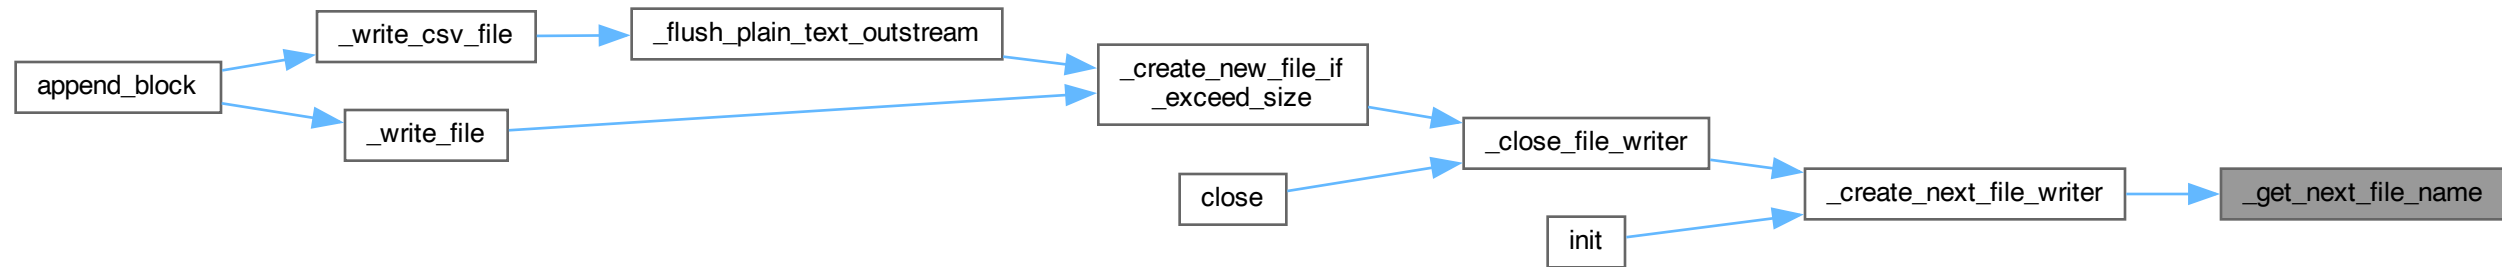 append_block
_write_csv_file
_write_file
_flush_plain_text_outstream
_create_new_file_if
_exceed_size
close
_close_file_writer
init
_create_next_file_writer
_get_next_file_name